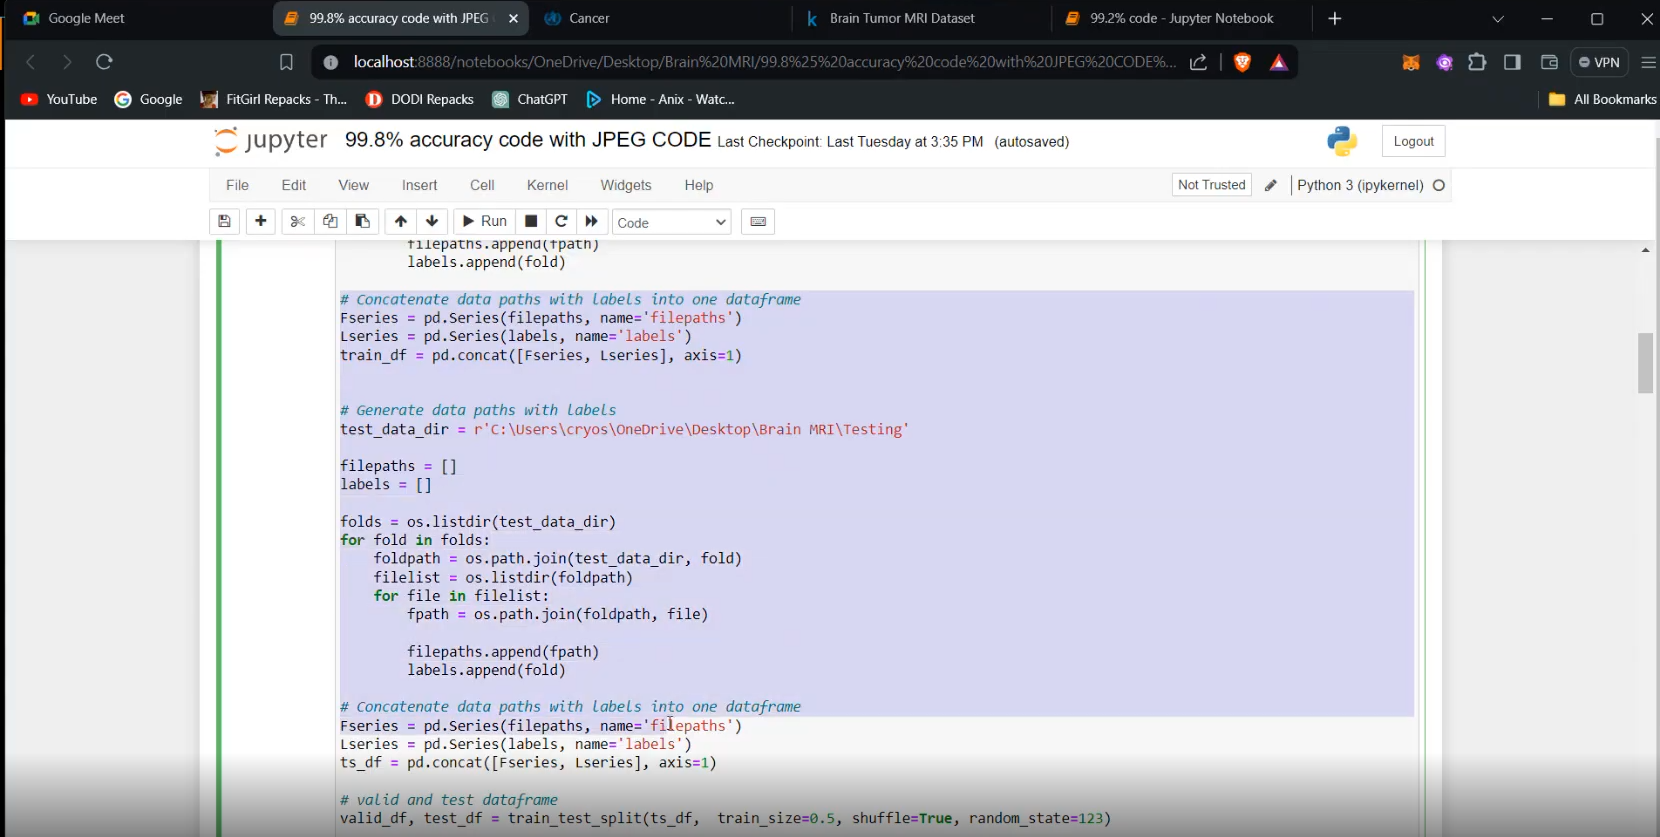 Google Meet
99.8% accuracy code with JPEG
Cancer
Brain Tumor MRI Dataset
99.2% code - Jupyter Notebook
localhost:8888/notebooks/OneDrive/Desktop/Brain%20MRI/99.8%25%20accuracy%20code%20with%20JPEG%20CODE%...
VPN
YouTube
Google
FitGirl Repacks - Th...
DODI Repacks
ChatGPT
Home - Anix - Watc...
All Bookmarks
jupyter 99.8% accuracy code with JPEG CODE Last Checkpoint: Last Tuesday at 3:35 PM (autosaved)
Logout
File Edit View Insert Cell Kernel Widgets Help
Not Trusted
Python 3 (ipykernel)
Run
Code
filepaths.append(fpath)
labels.append(fold)
# Concatenate data paths with labels into one dataframe
Fseries = pd.Series(filepaths, name='filepaths')
Lseries = pd.Series(labels, name='labels')
train_df = pd.concat([Fseries, Lseries], axis=1)
# Generate data paths with labels
test_data_dir = r'C:\Users\cryos\OneDrive\Desktop\Brain MRI\Testing'
filepaths = []
labels = []
folds = os.listdir(test_data_dir)
for fold in folds:
foldpath = os.path.join(test_data_dir, fold)
filelist = os.listdir(foldpath)
for file in filelist:
fpath = os.path.join(foldpath, file)
filepaths.append(fpath)
labels.append(fold)
# Concatenate data paths with labels into one dataframe
Fseries = pd.Series(filepaths, name='filepaths')
Lseries = pd.Series(labels, name='labels')
ts_df = pd.concat([Fseries, Lseries], axis=1)
# valid and test dataframe
valid_df, test_df = train_test_split(ts_df, train_size=0.5, shuffle=True, random_state=123)